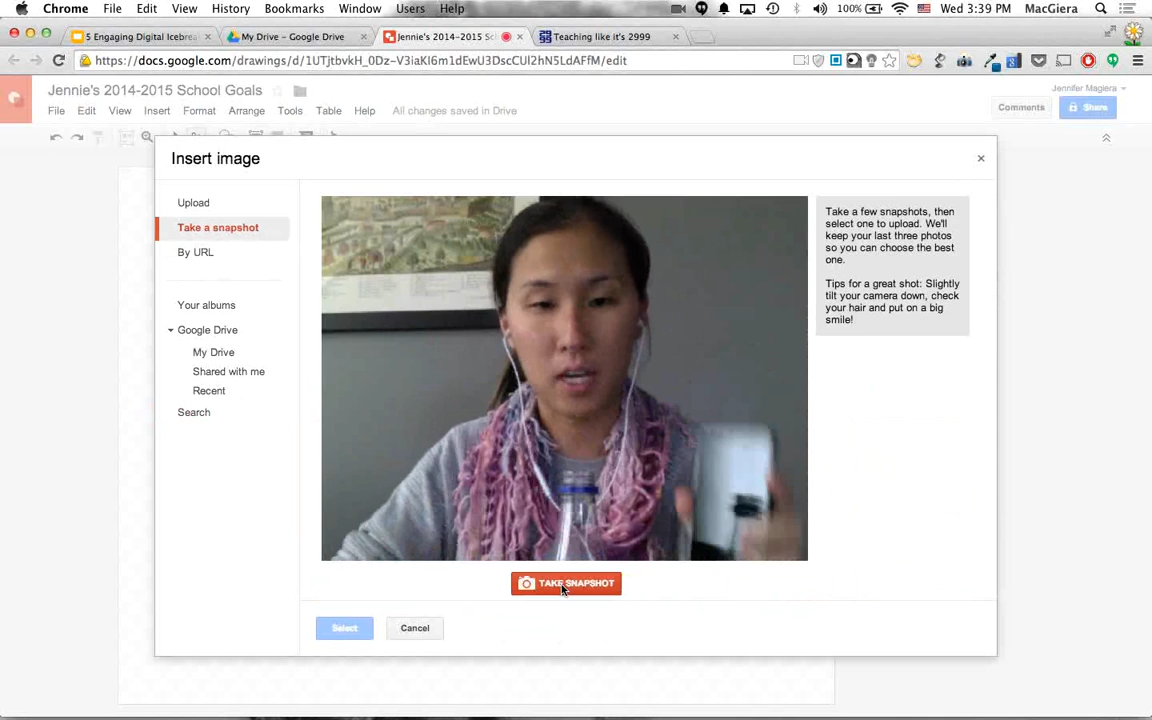 Chrome File Edit View History Bookmarks Window Users Help 100% Wed 3:39 PM MacGiera
5 Engaging Digital Icebrea
My Drive – Google Drive
Jennie's 2014–2015 Sc
Teaching like it's 2999
https://docs.google.com/drawings/d/1UTjtbvkH_0Dz-V3iaKI6m1dEwU3DscCUl2hN5LdAFfM/edit
Jennie's 2014-2015 School Goals
Jennifer Magiera
File Edit View Insert Format Arrange Tools Table Help All changes saved in Drive
Comments
Share
Insert image
Upload
Take a snapshot
By URL
Your albums
Google Drive
My Drive
Shared with me
Recent
Search
Take a few snapshots, then
select one to upload. We'll
keep your last three photos
so you can choose the best
one.
Tips for a great shot: Slightly
tilt your camera down, check
your hair and put on a big
smile!
TAKE SNAPSHOT
Select
Cancel